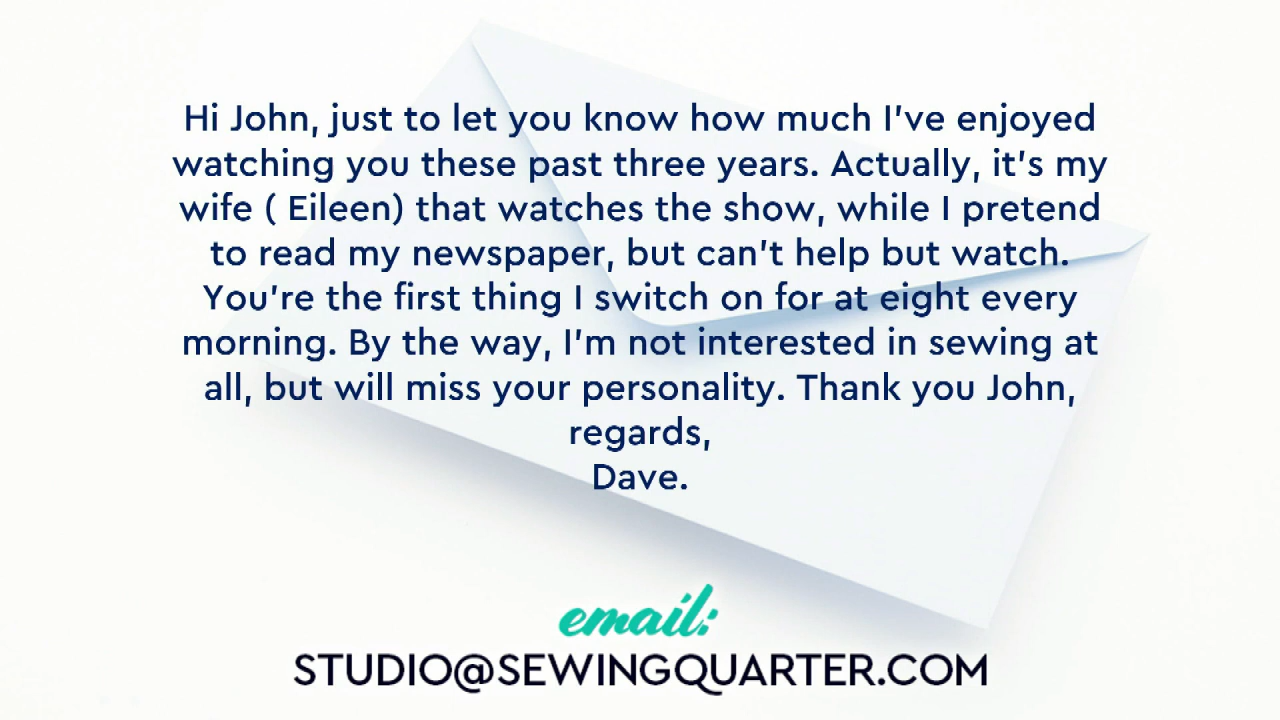 Hi John, just to let you know how much I've enjoyed
watching you these past three years. Actually, it's my
wife ( Eileen) that watches the show, while I pretend
to read my newspaper, but can't help but watch.
You're the first thing I switch on for at eight every
morning. By the way, I'm not interested in sewing at
all, but will miss your personality. Thank you John,
regards,
Dave.
email:
STUDIO@SEWINGQUARTER.COM